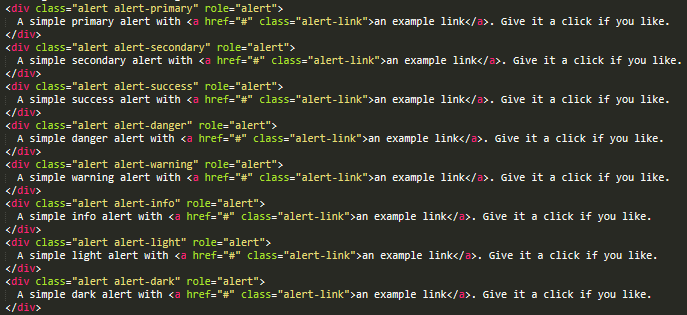 <div class="alert alert-primary" role="alert">
  A simple primary alert with <a href="#" class="alert-link">an example link</a>. Give it a click if you like.
</div>
<div class="alert alert-secondary" role="alert">
  A simple secondary alert with <a href="#" class="alert-link">an example link</a>. Give it a click if you like.
</div>
<div class="alert alert-success" role="alert">
  A simple success alert with <a href="#" class="alert-link">an example link</a>. Give it a click if you like.
</div>
<div class="alert alert-danger" role="alert">
  A simple danger alert with <a href="#" class="alert-link">an example link</a>. Give it a click if you like.
</div>
<div class="alert alert-warning" role="alert">
  A simple warning alert with <a href="#" class="alert-link">an example link</a>. Give it a click if you like.
</div>
<div class="alert alert-info" role="alert">
  A simple info alert with <a href="#" class="alert-link">an example link</a>. Give it a click if you like.
</div>
<div class="alert alert-light" role="alert">
  A simple light alert with <a href="#" class="alert-link">an example link</a>. Give it a click if you like.
</div>
<div class="alert alert-dark" role="alert">
  A simple dark alert with <a href="#" class="alert-link">an example link</a>. Give it a click if you like.
</div>